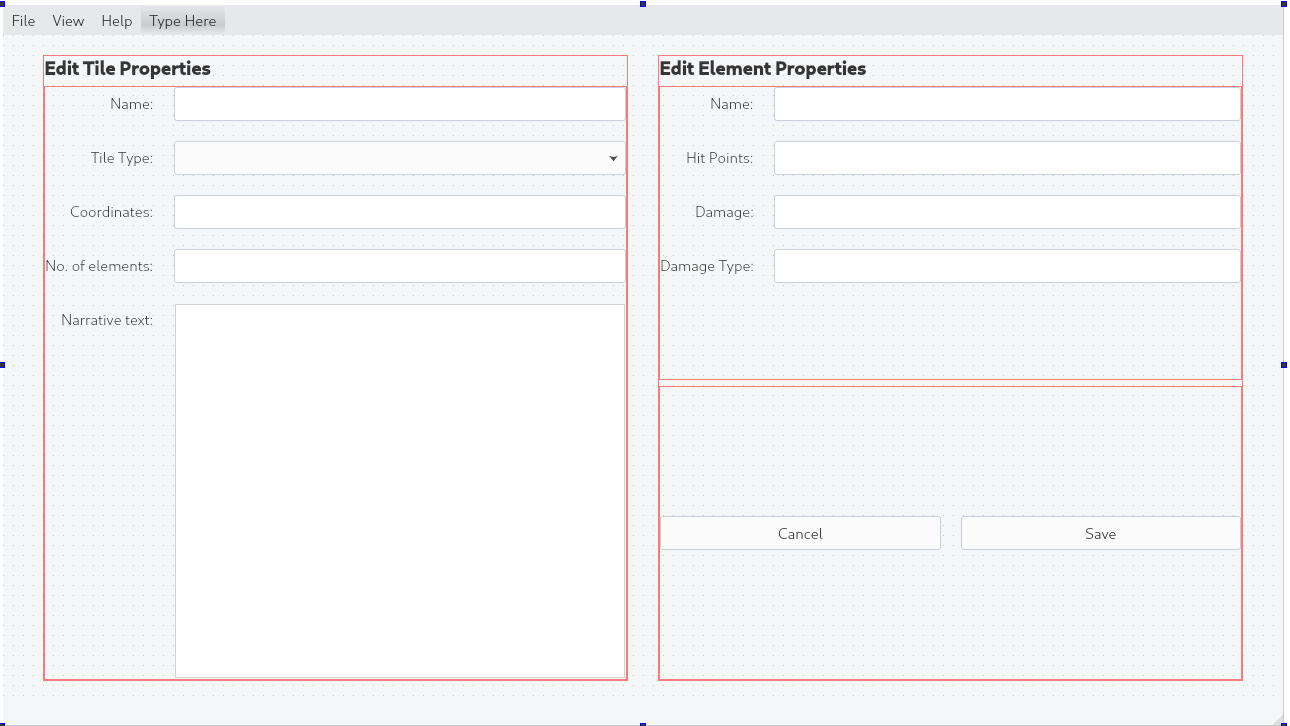 File View Help Type Here
Edit Tile Properties
Name:
Tile Type:
Coordinates:
No. of elements:
Narrative text:
Edit Element Properties
Name:
Hit Points:
Damage:
Damage Type:
Cancel Save